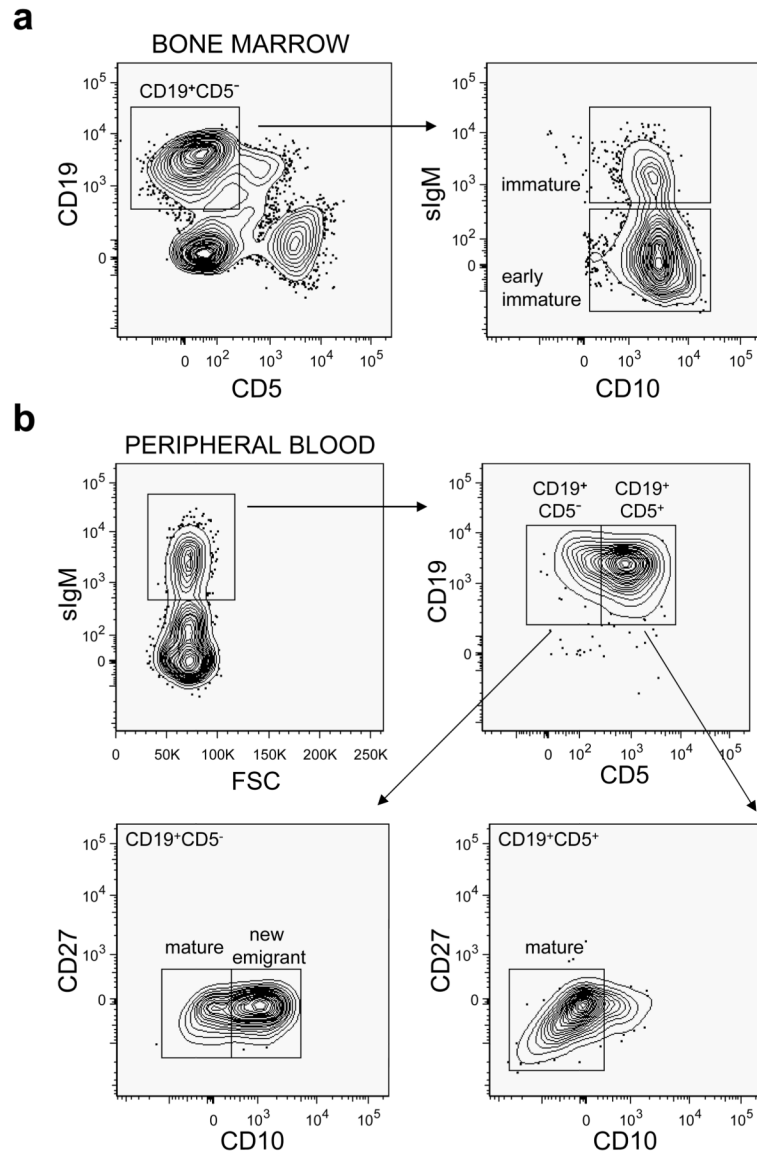 a
BONE MARROW
CD19⁺CD5⁻
10⁵
10⁴
10³
0
CD19
0 10² 10³ 10⁴ 10⁵
CD5
10⁵
10⁴
10³
10²
0
sIgM
immature
early
immature
0 10³ 10⁴ 10⁵
CD10
b
PERIPHERAL BLOOD
10⁵
10⁴
10³
10²
0
sIgM
0 50K 100K 150K 200K 250K
FSC
CD19⁺ CD19⁺
CD5⁻ CD5⁺
10⁵
10⁴
10³
0
CD19
0 10² 10³ 10⁴ 10⁵
CD5
CD19⁺CD5⁻
10⁵
10⁴
10³
0
CD27
mature
new
emigrant
0 10³ 10⁴ 10⁵
CD10
CD19⁺CD5⁺
10⁵
10⁴
10³
0
CD27
mature
0 10³ 10⁴ 10⁵
CD10